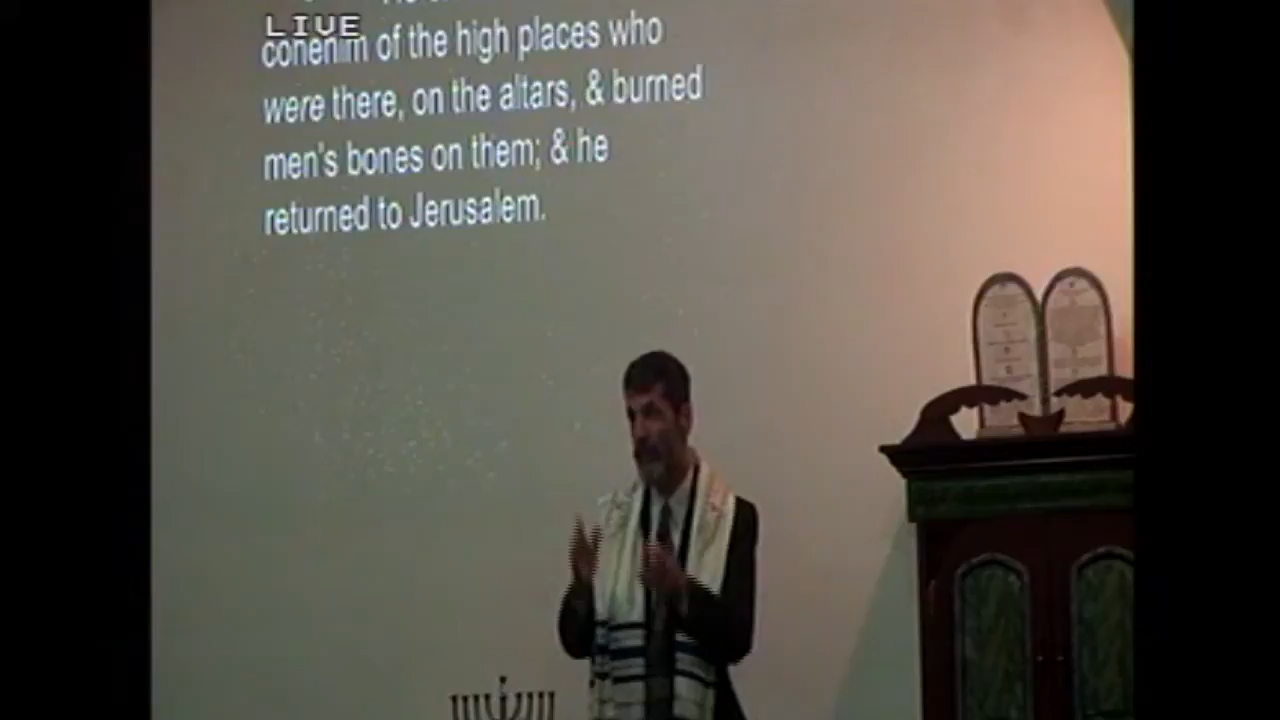 LIVE
conenim of the high places who
were there, on the altars, & burned
men's bones on them; & he
returned to Jerusalem.